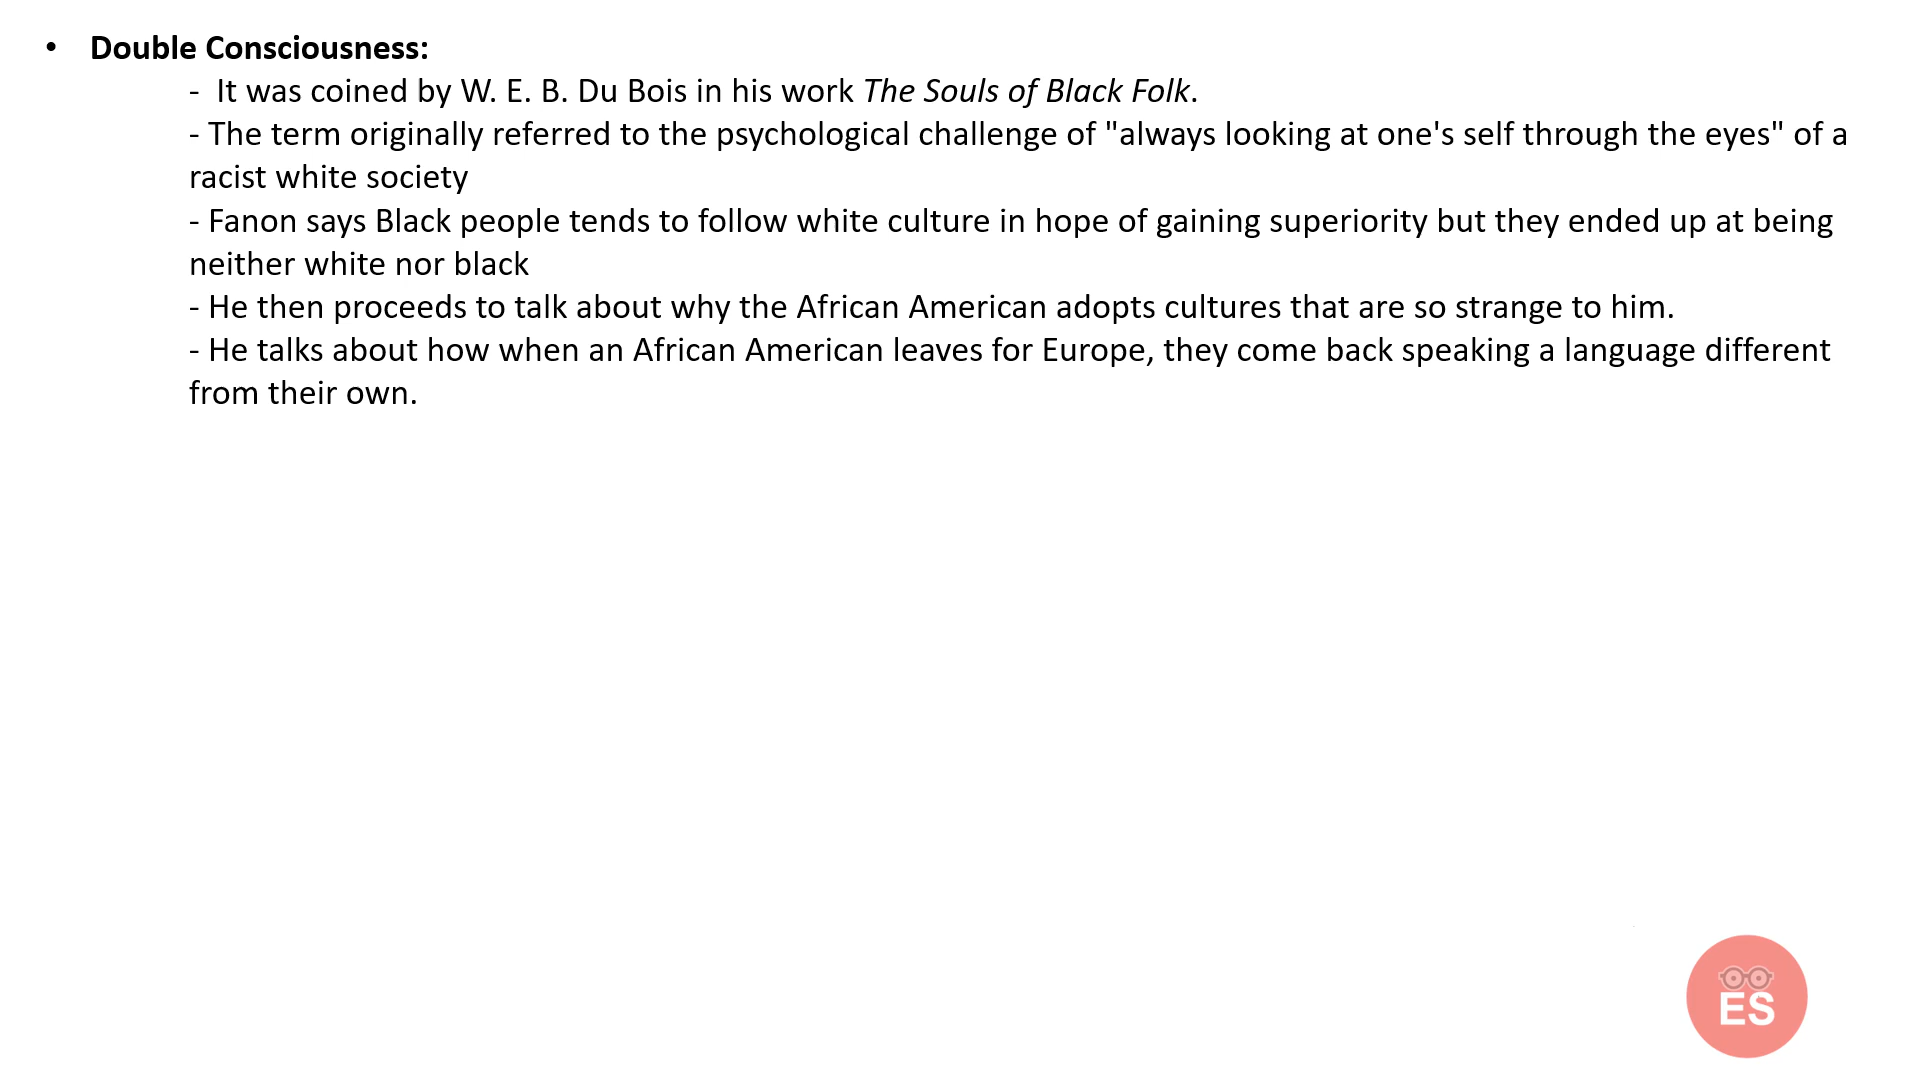 • Double Consciousness:
- It was coined by W. E. B. Du Bois in his work The Souls of Black Folk.
- The term originally referred to the psychological challenge of "always looking at one's self through the eyes" of a
racist white society
- Fanon says Black people tends to follow white culture in hope of gaining superiority but they ended up at being
neither white nor black
- He then proceeds to talk about why the African American adopts cultures that are so strange to him.
- He talks about how when an African American leaves for Europe, they come back speaking a language different
from their own.
ES